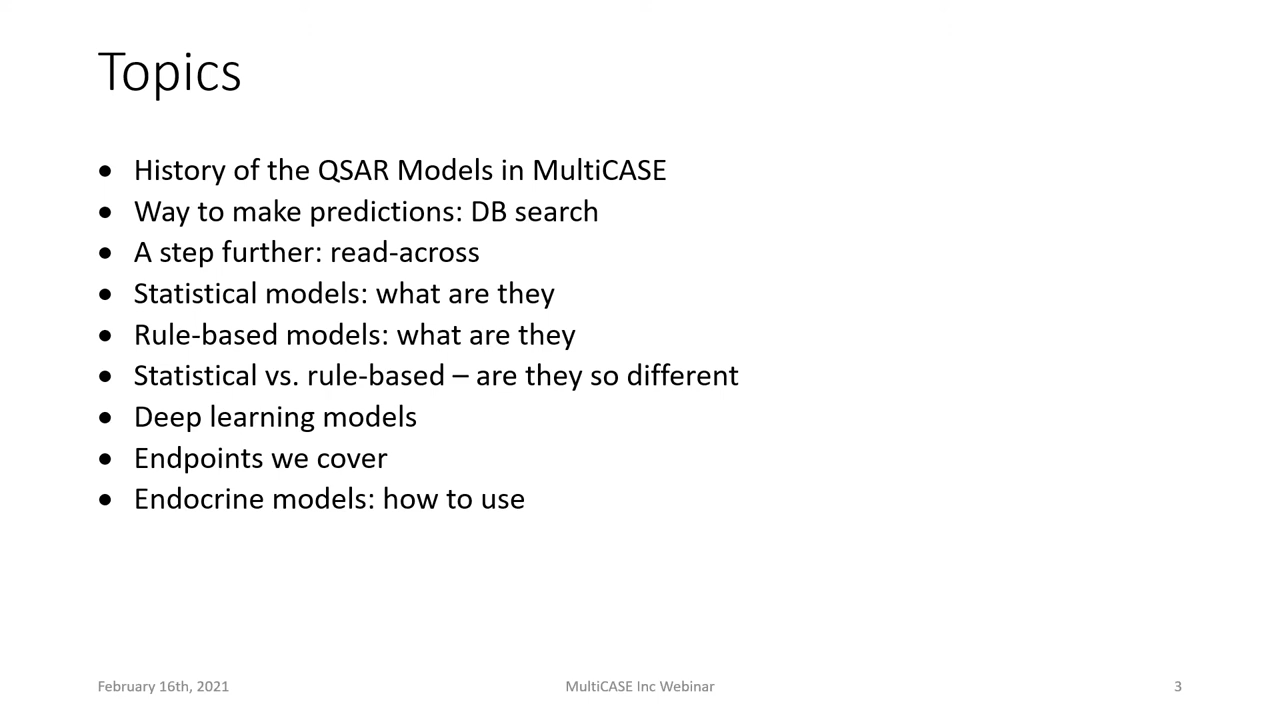 Topics
• History of the QSAR Models in MultiCASE
• Way to make predictions: DB search
• A step further: read-across
• Statistical models: what are they
• Rule-based models: what are they
• Statistical vs. rule-based – are they so different
• Deep learning models
• Endpoints we cover
• Endocrine models: how to use
February 16th, 2021
MultiCASE Inc Webinar
3